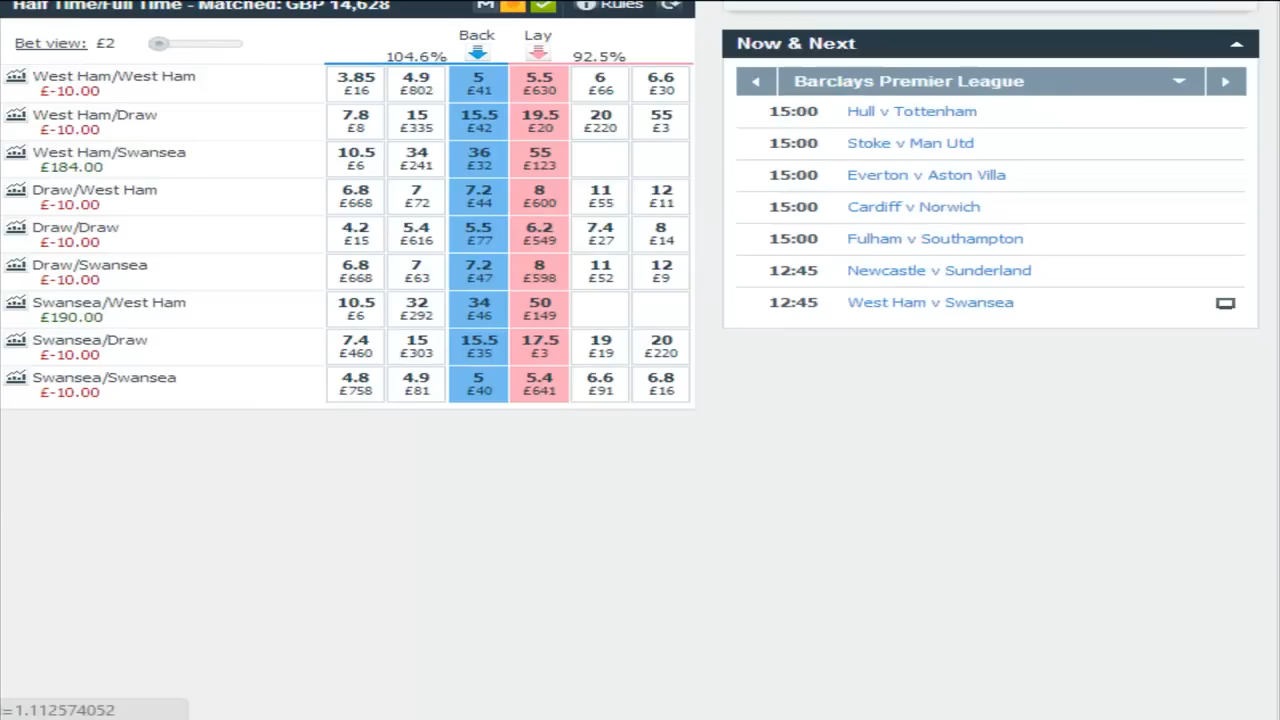 Half Time/Full Time - Matched: GBP 14,628 M Rules
Bet view: £2 Back Lay
104.6% 92.5%
West Ham/West Ham 3.85 4.9 5 5.5 6 6.6
£-10.00 £16 £802 £41 £630 £66 £30
West Ham/Draw 7.8 15 15.5 19.5 20 55
£-10.00 £8 £335 £42 £20 £220 £3
West Ham/Swansea 10.5 34 36 55
£184.00 £6 £241 £32 £123
Draw/West Ham 6.8 7 7.2 8 11 12
£-10.00 £668 £72 £44 £600 £55 £11
Draw/Draw 4.2 5.4 5.5 6.2 7.4 8
£-10.00 £15 £616 £77 £549 £27 £14
Draw/Swansea 6.8 7 7.2 8 11 12
£-10.00 £668 £63 £47 £598 £52 £9
Swansea/West Ham 10.5 32 34 50
£190.00 £6 £292 £46 £149
Swansea/Draw 7.4 15 15.5 17.5 19 20
£-10.00 £460 £303 £35 £3 £19 £220
Swansea/Swansea 4.8 4.9 5 5.4 6.6 6.8
£-10.00 £758 £81 £40 £641 £91 £16
Now & Next
Barclays Premier League
15:00 Hull v Tottenham
15:00 Stoke v Man Utd
15:00 Everton v Aston Villa
15:00 Cardiff v Norwich
15:00 Fulham v Southampton
12:45 Newcastle v Sunderland
12:45 West Ham v Swansea
=1.112574052